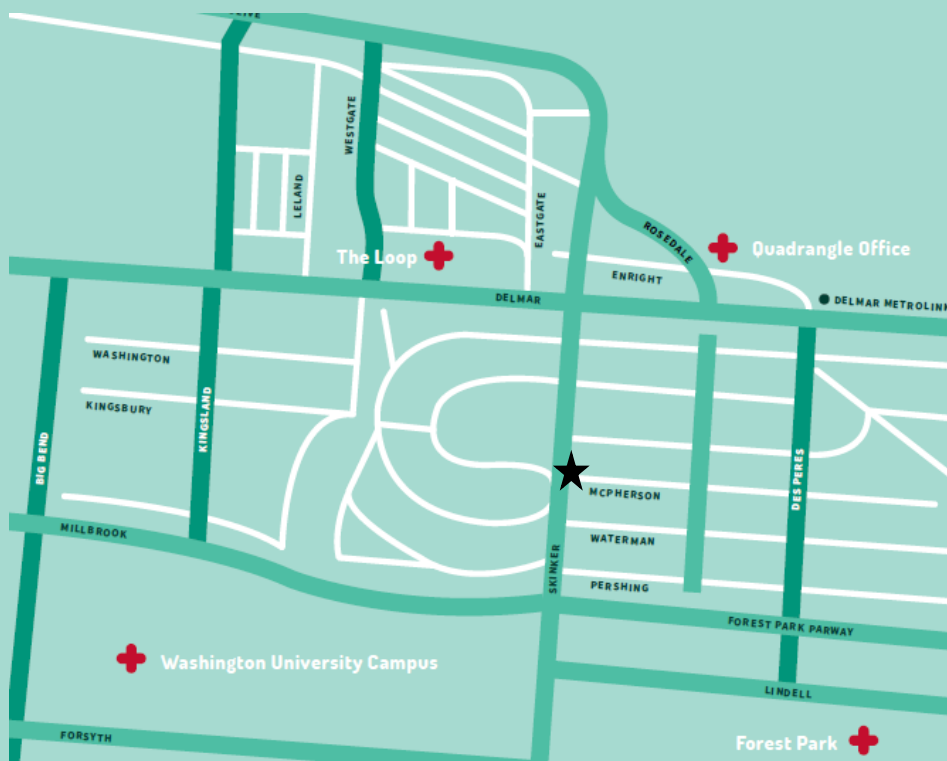 WESTGATE
LELAND
EASTGATE
ROSEDALE
Quadrangle Office
The Loop
ENRIGHT
DELMAR
DELMAR METROLINK
WASHINGTON
KINGSBURY
KINGSLAND
BIG BEND
DES PERES
MCPHERSON
MILLBROOK
WATERMAN
SKINKER
PERSHING
FOREST PARK PARWAY
Washington University Campus
LINDELL
FORSYTH
Forest Park